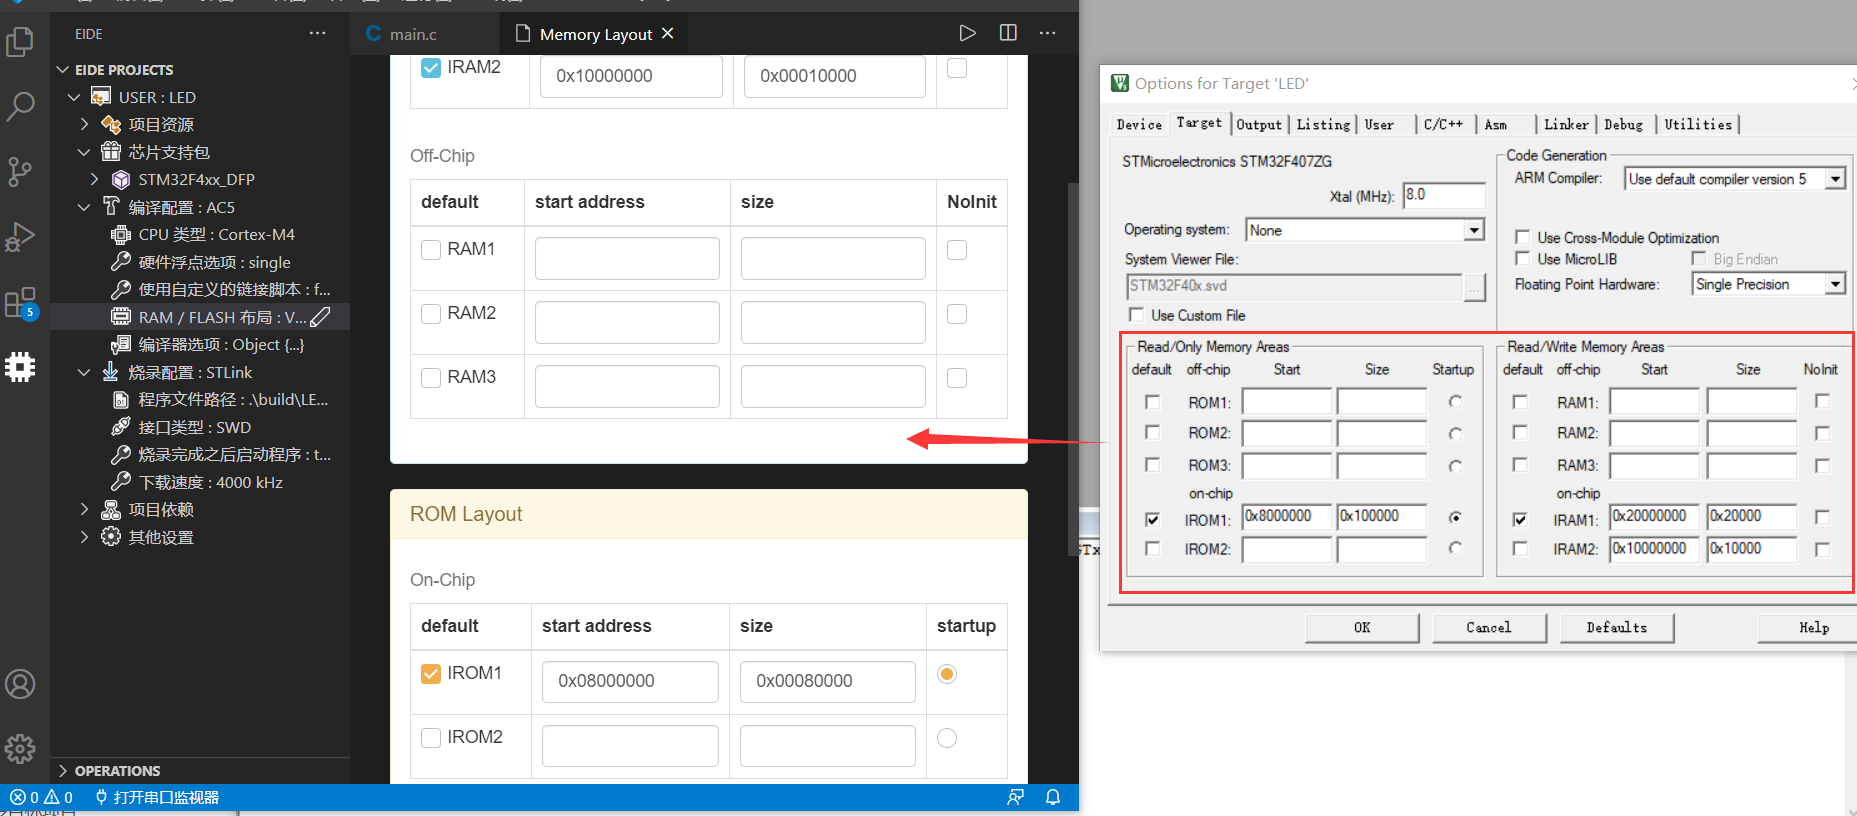 EIDE
EIDE PROJECTS
USER : LED
项目资源
芯片支持包
STM32F4xx_DFP
编译配置 : AC5
CPU 类型 : Cortex-M4
硬件浮点选项 : single
使用自定义的链接脚本 : f...
RAM / FLASH 布局 : V...
编译器选项 : Object {...}
烧录配置 : STLink
程序文件路径 : .\build\LE...
接口类型 : SWD
烧录完成之后启动程序 : t...
下载速度 : 4000 kHz
项目依赖
其他设置
OPERATIONS
5
0 0 打开串口监视器
C main.c
Memory Layout
IRAM2 0x10000000 0x00010000
Off-Chip
default start address size NoInit
RAM1
RAM2
RAM3
ROM Layout
On-Chip
default start address size startup
IROM1 0x08000000 0x00080000
IROM2
Options for Target 'LED'
Device Target Output Listing User C/C++ Asm Linker Debug Utilities
STMicroelectronics STM32F407ZG
Xtal (MHz): 8.0
Operating system: None
System Viewer File:
STM32F40x.svd ...
Use Custom File
Code Generation
ARM Compiler: Use default compiler version 5
Use Cross-Module Optimization
Use MicroLIB Big Endian
Floating Point Hardware: Single Precision
Read/Only Memory Areas
default off-chip Start Size Startup
ROM1:
ROM2:
ROM3:
on-chip
IROM1: 0x8000000 0x100000
IROM2:
Read/Write Memory Areas
default off-chip Start Size NoInit
RAM1:
RAM2:
RAM3:
on-chip
IRAM1: 0x20000000 0x20000
IRAM2: 0x10000000 0x10000
OK Cancel Defaults Help